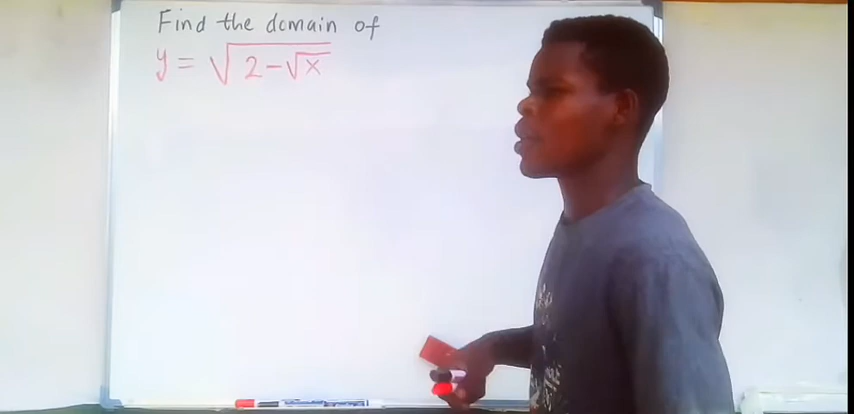 Find the domain of
y = √(2-√x)